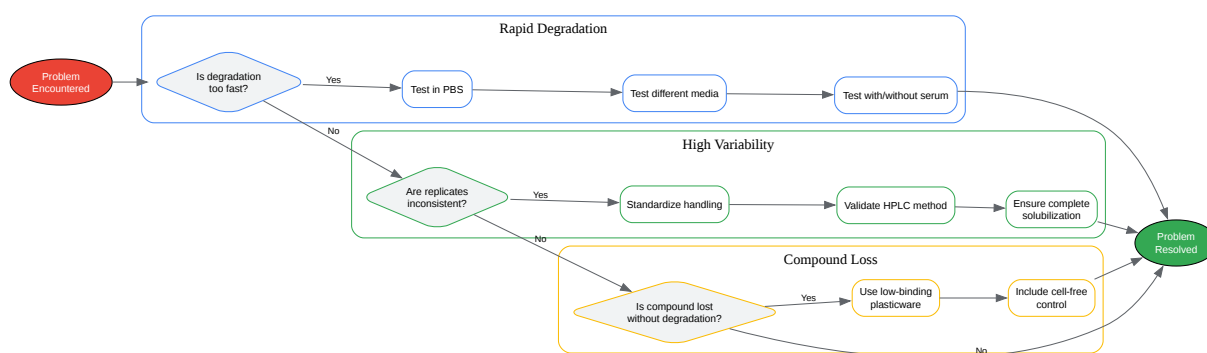 Rapid Degradation
Problem
Encountered
Is degradation
too fast?
Yes
Test in PBS
Test different media
Test with/without serum
No
High Variability
Are replicates
inconsistent?
Yes
Standardize handling
Validate HPLC method
Ensure complete
solubilization
No
Problem
Resolved
Compound Loss
Is compound lost
without degradation?
Yes
Use low-binding
plasticware
Include cell-free
control
No